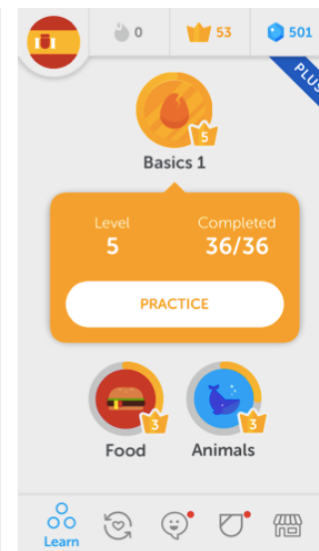 0 53 501
PLUS
5
Basics 1
Level Completed
5 36/36
PRACTICE
3 3
Food Animals
Learn